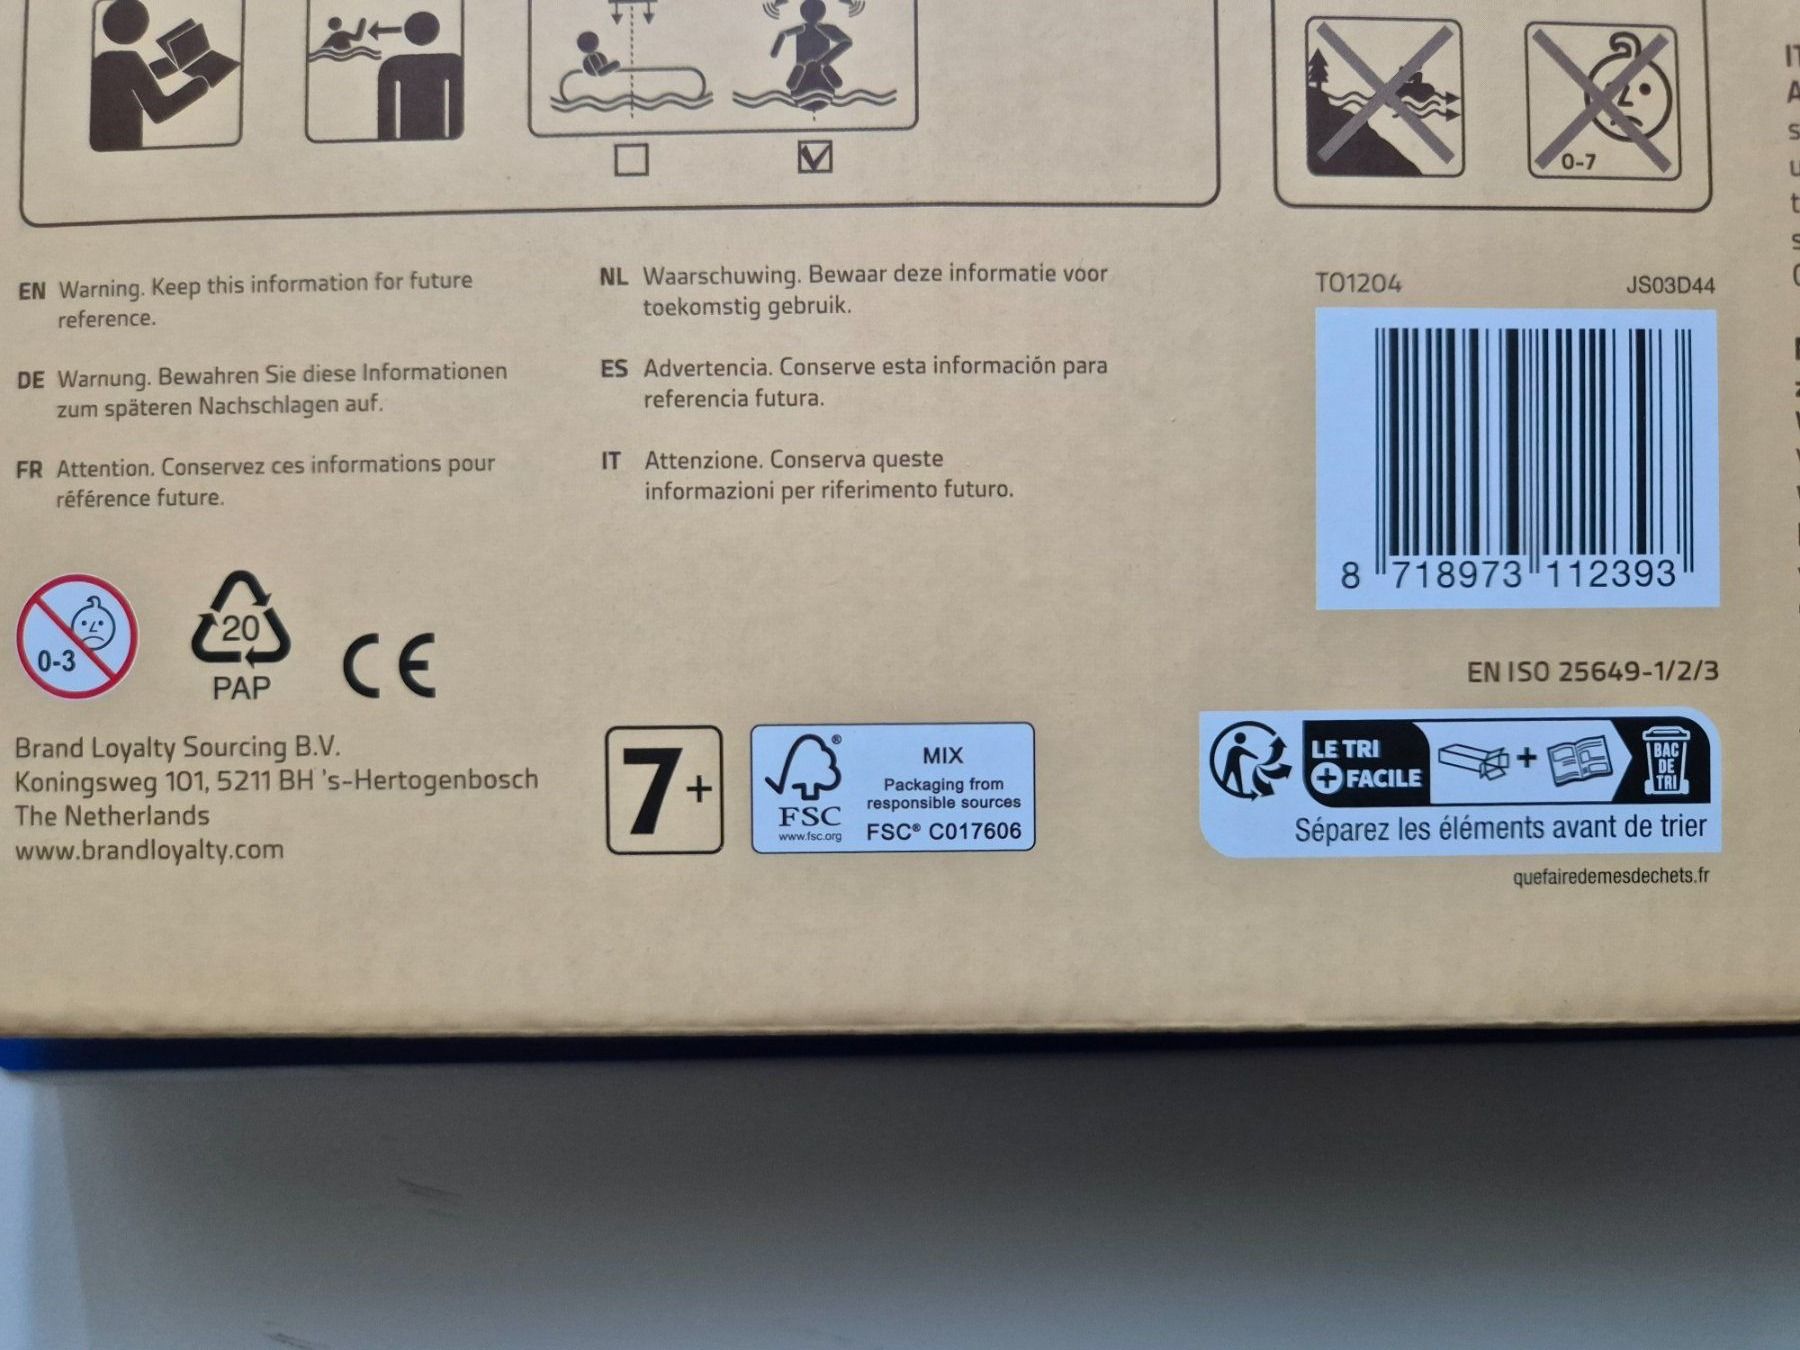 0-7
EN Warning. Keep this information for future
reference.
DE Warnung. Bewahren Sie diese Informationen
zum späteren Nachschlagen auf.
FR Attention. Conservez ces informations pour
référence future.
NL Waarschuwing. Bewaar deze informatie voor
toekomstig gebruik.
ES Advertencia. Conserve esta información para
referencia futura.
IT Attenzione. Conserva queste
informazioni per riferimento futuro.
TO1204 JS03D44
8 718973 112393
EN ISO 25649-1/2/3
0-3
20
PAP
CE
Brand Loyalty Sourcing B.V.
Koningsweg 101, 5211 BH 's-Hertogenbosch
The Netherlands
www.brandloyalty.com
7+
FSC®
www.fsc.org
MIX
Packaging from
responsible sources
FSC® C017606
LE TRI
+ FACILE
+
BAC
DE
TRI
Séparez les éléments avant de trier
quefairedemesdechets.fr